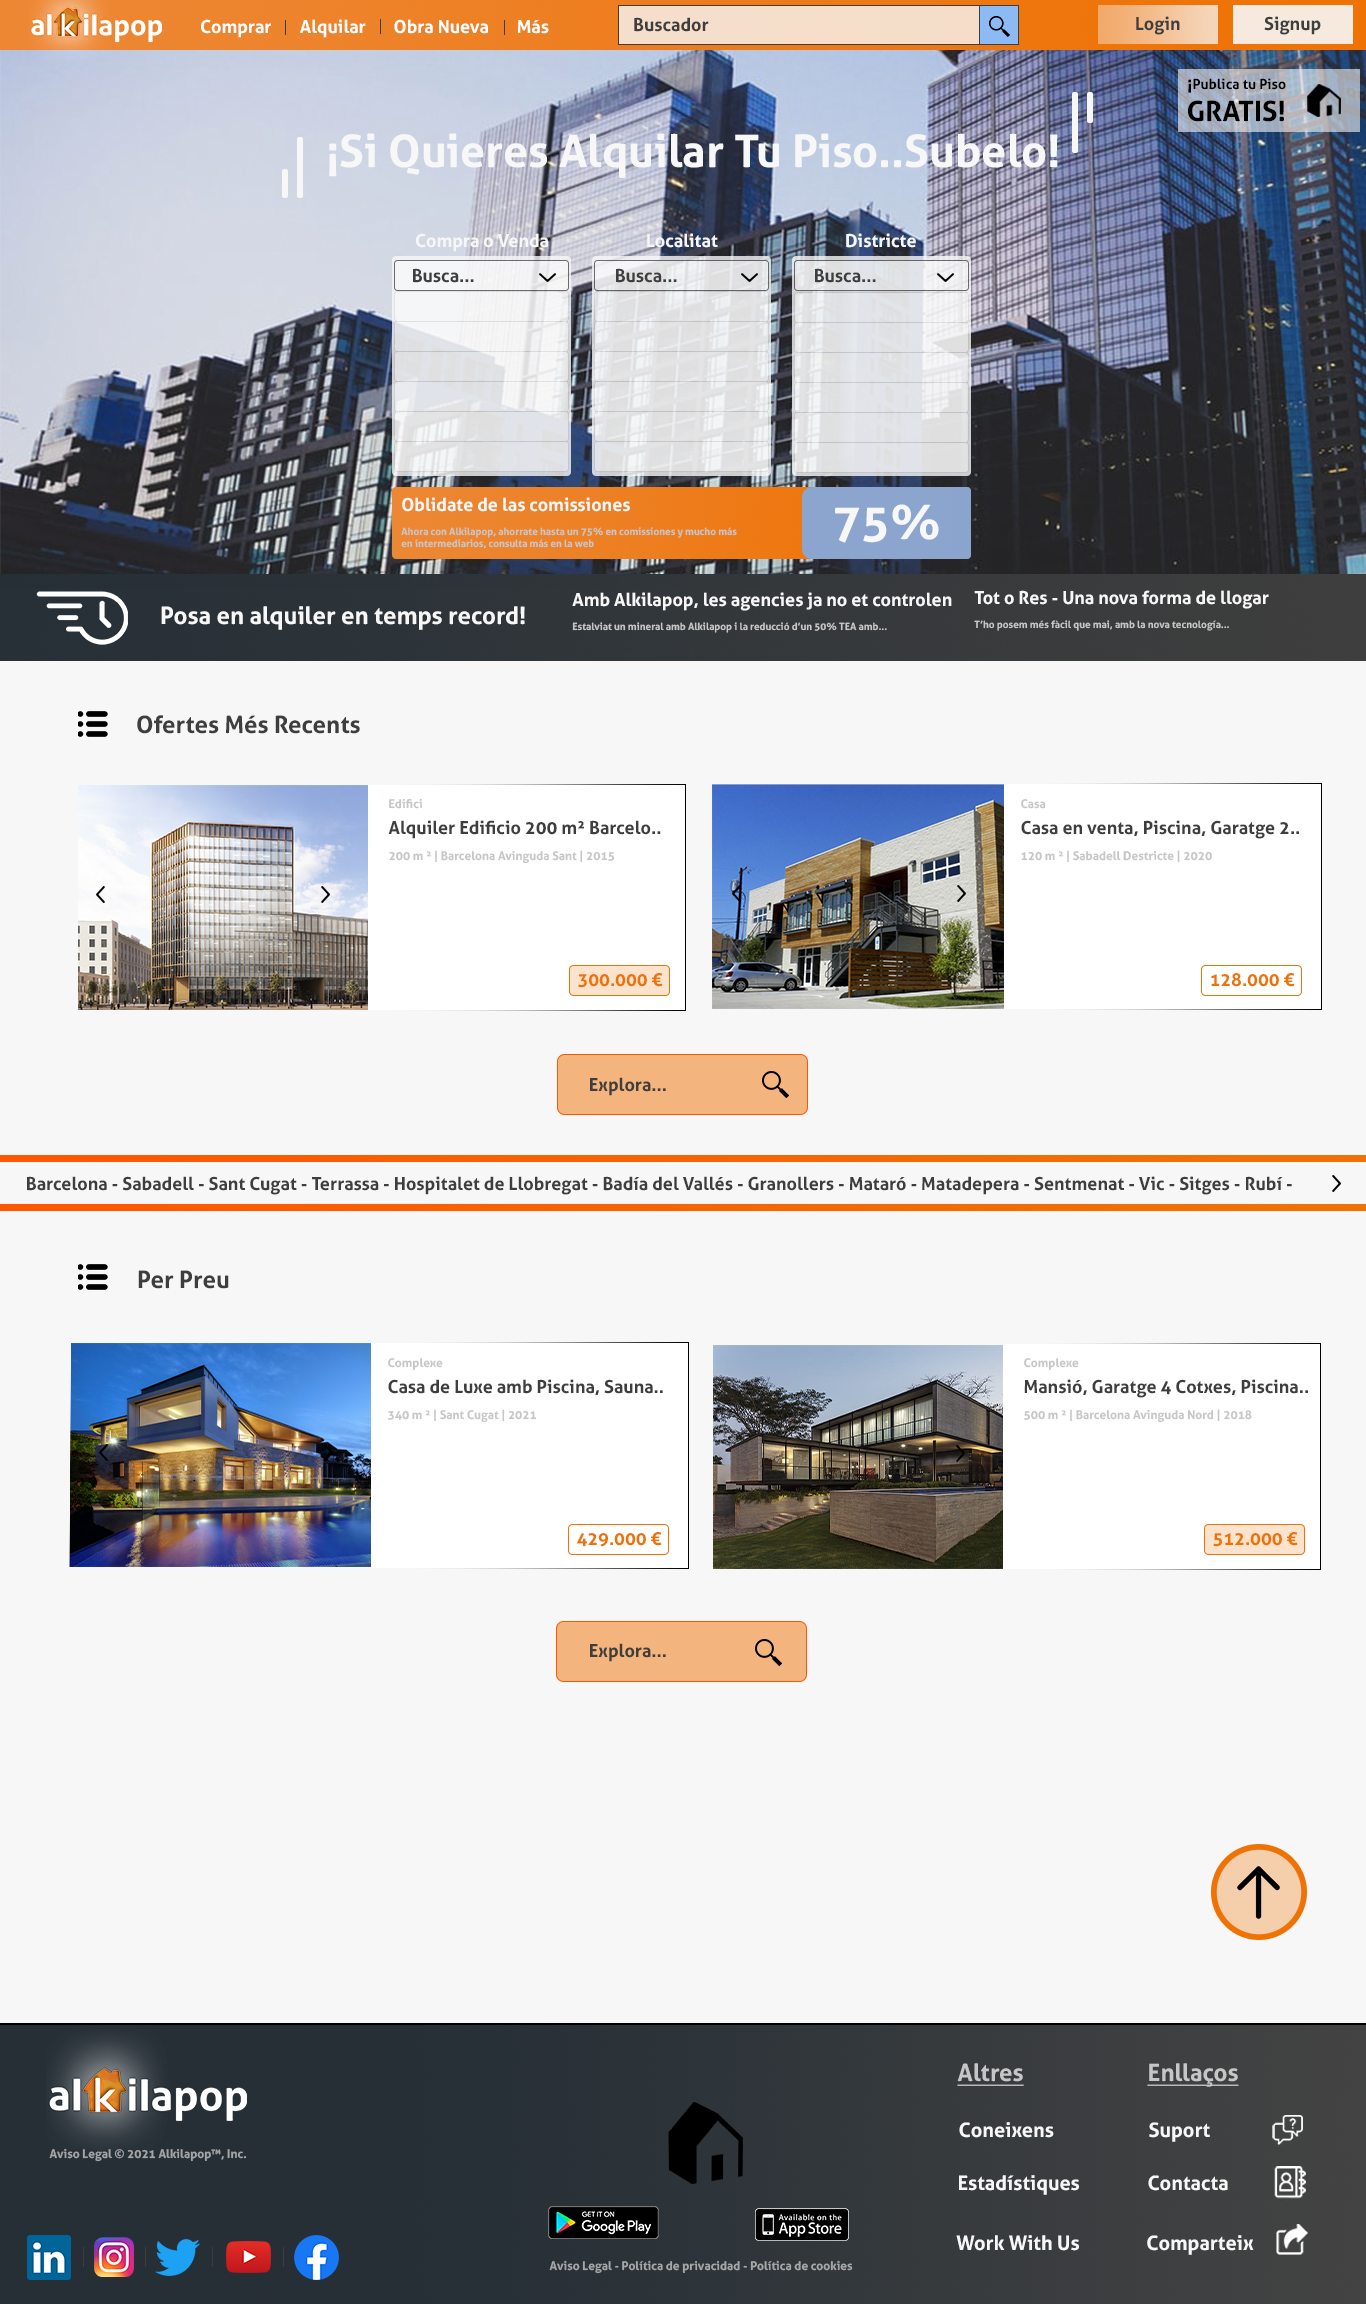 alkilapop
Comprar | Alquilar | Obra Nueva | Más
Buscador
Login
Signup
¡Publica tu Piso
GRATIS!
¡Si Quieres Alquilar Tu Piso..Subelo!
Compra o Venda
Localitat
Districte
Busca...
Busca...
Busca...
Oblidate de las comissiones
Ahora con Alkilapop, ahorrate hasta un 75% en comissiones y mucho más
en intermediarios, consulta más en la web
75%
Posa en alquiler en temps record!
Amb Alkilapop, les agencies ja no et controlen
Estalviat un mineral amb Alkilapop i la reducció d'un 50% TEA amb...
Tot o Res - Una nova forma de llogar
T'ho posem més fàcil que mai, amb la nova tecnología...
Ofertes Més Recents
Edifici
Alquiler Edificio 200 m² Barcelo..
200 m ² | Barcelona Avinguda Sant | 2015
300.000 €
Casa
Casa en venta, Piscina, Garatge 2..
120 m ² | Sabadell Destricte | 2020
128.000 €
Explora...
Barcelona - Sabadell - Sant Cugat - Terrassa - Hospitalet de Llobregat - Badía del Vallés - Granollers - Mataró - Matadepera - Sentmenat - Vic - Sitges - Rubí -
Per Preu
Complexe
Casa de Luxe amb Piscina, Sauna..
340 m ² | Sant Cugat | 2021
429.000 €
Complexe
Mansió, Garatge 4 Cotxes, Piscina..
500 m ² | Barcelona Avinguda Nord | 2018
512.000 €
Explora...
alkilapop
Aviso Legal © 2021 Alkilapop™, Inc.
GET IT ON
Google Play
Available on the
App Store
Aviso Legal - Política de privacidad - Política de cookies
Altres
Coneixens
Estadístiques
Work With Us
Enllaços
Suport
Contacta
Comparteix